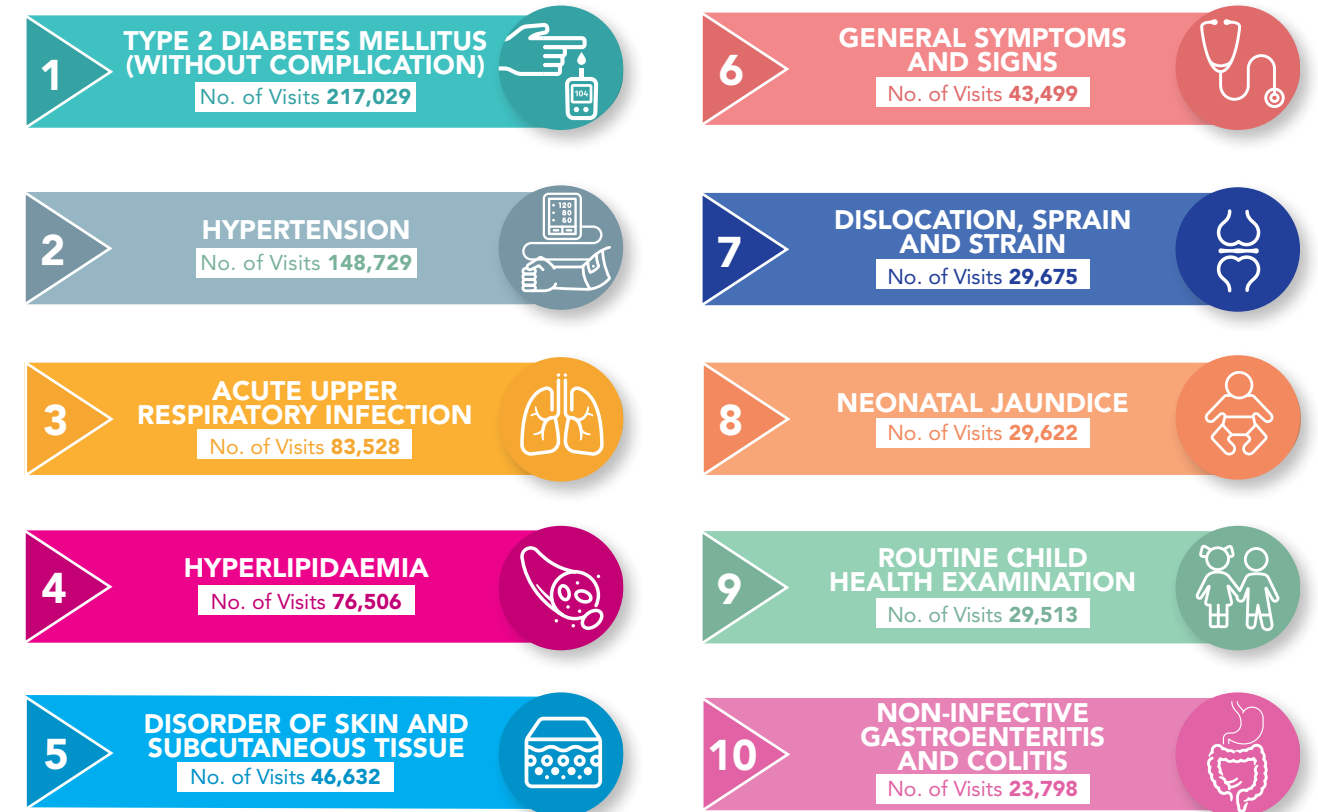 1
TYPE 2 DIABETES MELLITUS
(WITHOUT COMPLICATION)
No. of Visits 217,029
104
2
HYPERTENSION
No. of Visits 148,729
120
80
60
3
ACUTE UPPER
RESPIRATORY INFECTION
No. of Visits 83,528
4
HYPERLIPIDAEMIA
No. of Visits 76,506
5
DISORDER OF SKIN AND
SUBCUTANEOUS TISSUE
No. of Visits 46,632
6
GENERAL SYMPTOMS
AND SIGNS
No. of Visits 43,499
7
DISLOCATION, SPRAIN
AND STRAIN
No. of Visits 29,675
8
NEONATAL JAUNDICE
No. of Visits 29,622
9
ROUTINE CHILD
HEALTH EXAMINATION
No. of Visits 29,513
10
NON-INFECTIVE
GASTROENTERITIS
AND COLITIS
No. of Visits 23,798